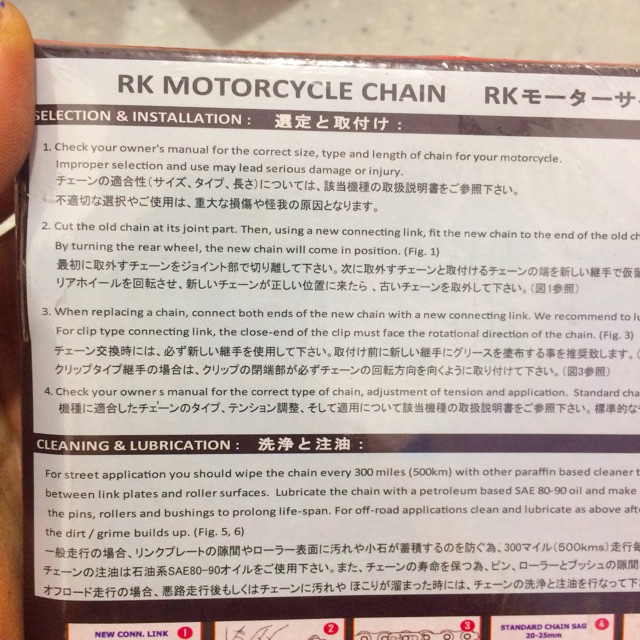 RK MOTORCYCLE CHAIN RKモーターサ
SELECTION & INSTALLATION : 選定と取付け :
1. Check your owner's manual for the correct size, type and length of chain for your motorcycle.
Improper selection and use may lead serious damage or injury.
チェーンの適合性(サイズ、タイプ、長さ)については、該当機種の取扱説明書をご参照下さい。
不適切な選択やご使用は、重大な損傷や怪我の原因となります。
2. Cut the old chain at its joint part. Then, using a new connecting link, fit the new chain to the end of the old ch
By turning the rear wheel, the new chain will come in position. (Fig. 1)
最初に取外すチェーンをジョイント部で切り離して下さい。次に取外すチェーンと取付けるチェーンの端を新しい継手で仮留
リアホイールを回転させ、新しいチェーンが正しい位置に来たら 、古いチェーンを取外して下さい。(図1参照)
3. When replacing a chain, connect both ends of the new chain with a new connecting link. We recommend to lu
For clip type connecting link, the close-end of the clip must face the rotational direction of the chain. (Fig. 3)
チェーン交換時には、必ず新しい継手を使用して下さい。取付け前に新しい継手にグリースを塗布する事を推奨致します。(
クリップタイプ継手の場合は、クリップの閉端部が必ずチェーンの回転方向を向くように取り付けて下さい。(図3参照)
4. Check your owner s manual for the correct type of chain, adjustment of tension and application. Standard cha
機種に適合したチェーンのタイプ、テンション調整、そして適用について該当機種の取扱説明書をご参照下さい。標準的な
CLEANING & LUBRICATION : 洗浄と注油 :
For street application you should wipe the chain every 300 miles (500km) with other paraffin based cleaner t
between link plates and roller surfaces. Lubricate the chain with a petroleum based SAE 80-90 oil and make
the pins, rollers and bushings to prolong life-span. For off-road applications clean and lubricate as above afte
the dirt / grime builds up. (Fig. 5, 6)
一般走行の場合、リンクプレートの隙間やローラー表面に汚れや小石が蓄積するのを防ぐ為、300マイル(500kms)走行毎
チェーンの注油は石油系SAE80-90オイルをご使用下さい。また、チェーンの寿命を保つ為、ピン、ローラーとブッシュの隙間
オフロード走行の場合、悪路走行後もしくはチェーンに汚れや ほこりが溜まった時には、チェーンの洗浄と注油を行なって下
NEW CONN. LINK 1
2
3
STANDARD CHAIN SAG 4
20-25mm